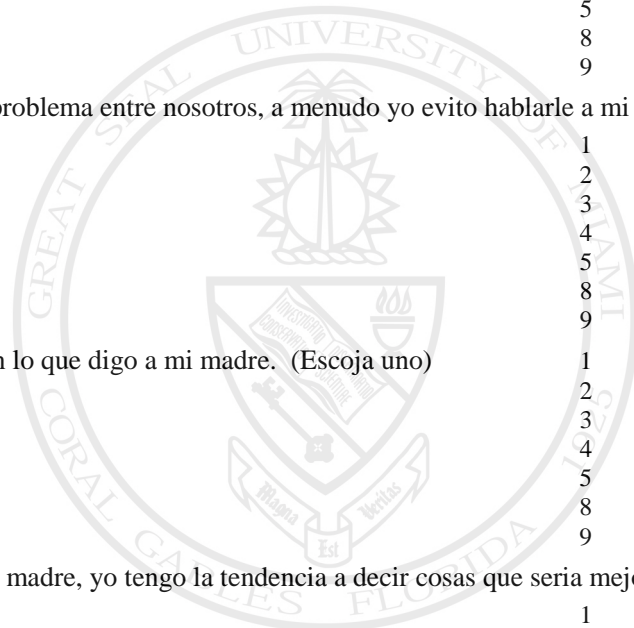 5
8
9
problema entre nosotros, a menudo yo evito hablarle a mi
1
2
3
4
5
8
9
lo que digo a mi madre. (Escoja uno) 1
2
3
4
5
8
9
madre, yo tengo la tendencia a decir cosas que seria
1
GREAT SEAL UNIVERSITY OF MIAMI
CORAL GABLES FLORIDA 1925
Magna Est Veritas